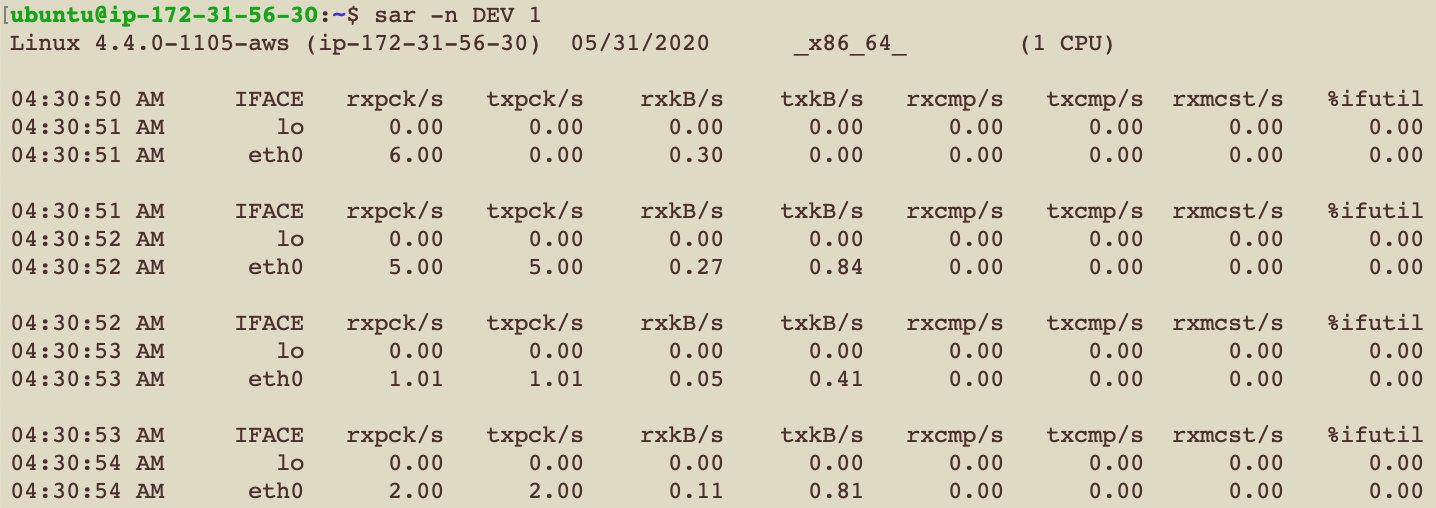 [ubuntu@ip-172-31-56-30:~$ sar -n DEV 1
Linux 4.4.0-1105-aws (ip-172-31-56-30) 05/31/2020 _x86_64_ (1 CPU)
04:30:50 AM IFACE rxpck/s txpck/s rxkB/s txkB/s rxcmp/s txcmp/s rxmcst/s %ifutil
04:30:51 AM lo 0.00 0.00 0.00 0.00 0.00 0.00 0.00 0.00
04:30:51 AM eth0 6.00 0.00 0.30 0.00 0.00 0.00 0.00 0.00
04:30:51 AM IFACE rxpck/s txpck/s rxkB/s txkB/s rxcmp/s txcmp/s rxmcst/s %ifutil
04:30:52 AM lo 0.00 0.00 0.00 0.00 0.00 0.00 0.00 0.00
04:30:52 AM eth0 5.00 5.00 0.27 0.84 0.00 0.00 0.00 0.00
04:30:52 AM IFACE rxpck/s txpck/s rxkB/s txkB/s rxcmp/s txcmp/s rxmcst/s %ifutil
04:30:53 AM lo 0.00 0.00 0.00 0.00 0.00 0.00 0.00 0.00
04:30:53 AM eth0 1.01 1.01 0.05 0.41 0.00 0.00 0.00 0.00
04:30:53 AM IFACE rxpck/s txpck/s rxkB/s txkB/s rxcmp/s txcmp/s rxmcst/s %ifutil
04:30:54 AM lo 0.00 0.00 0.00 0.00 0.00 0.00 0.00 0.00
04:30:54 AM eth0 2.00 2.00 0.11 0.81 0.00 0.00 0.00 0.00